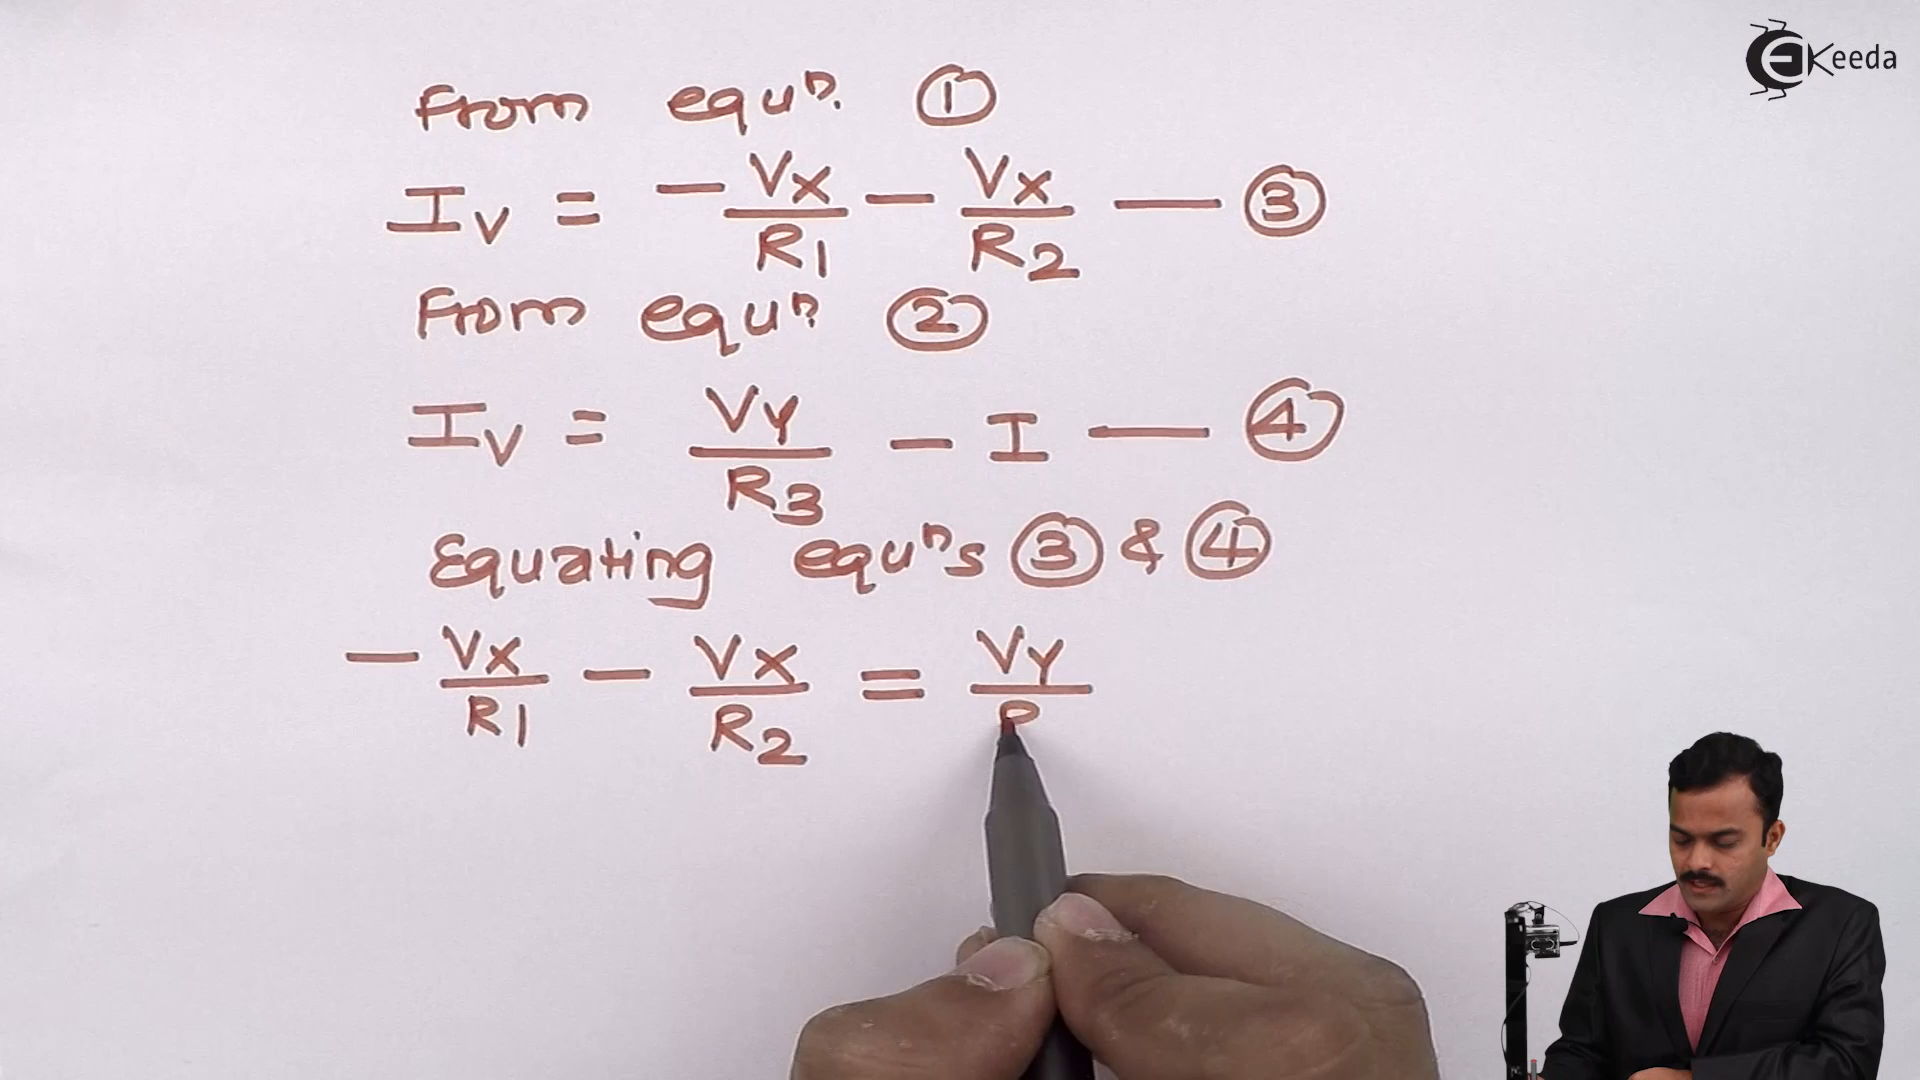 From equⁿ. ①
Iv = - Vx/R1 - Vx/R2 — ③
From equⁿ. ②
Iv = Vy/R3 - I — ④
Equating equⁿs ③ & ④
- Vx/R1 - Vx/R2 = Vy/R
EKeeda